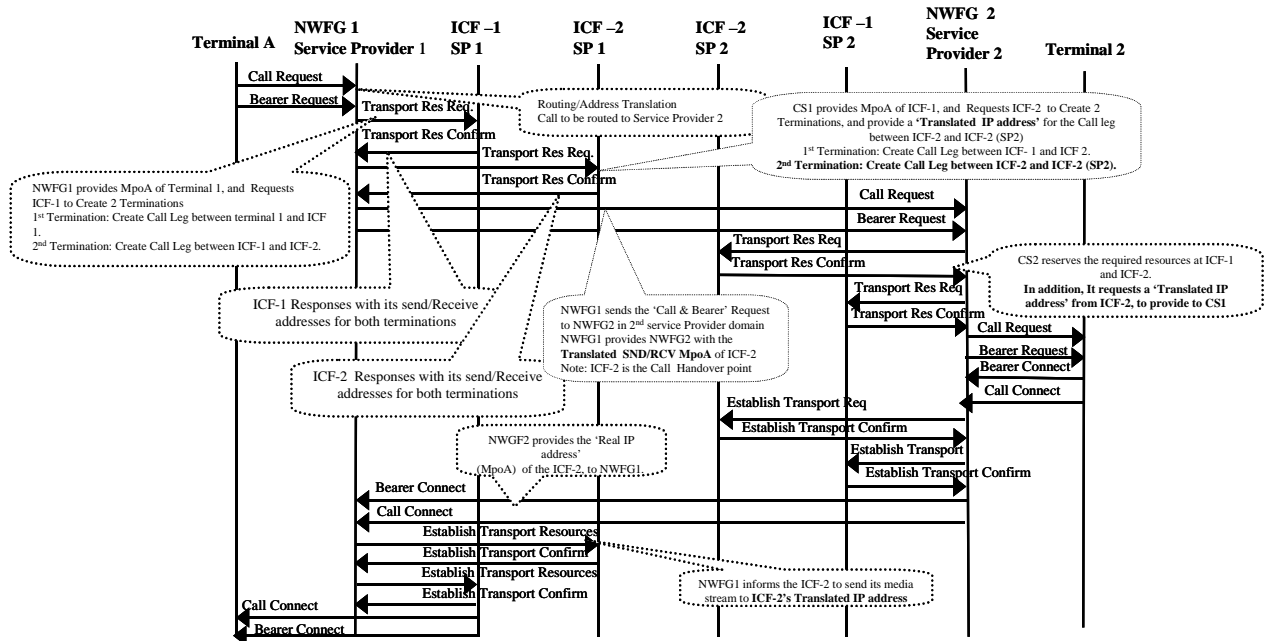 Terminal A
NWFG 1
Service Provider 1
ICF –1
SP 1
ICF –2
SP 1
ICF –2
SP 2
ICF –1
SP 2
NWFG 2
Service
Provider 2
Terminal 2
Call Request
Bearer Request
Transport Res Req.
Routing/Address Translation
Call to be routed to Service Provider 2
CS1 provides MpoA of ICF-1, and Requests ICF-2 to Create 2
Terminations, and provide a 'Translated IP address' for the Call leg
between ICF-2 and ICF-2 (SP2)
1st Termination: Create Call Leg between ICF- 1 and ICF 2.
2nd Termination: Create Call Leg between ICF-2 and ICF-2 (SP2).
Transport Res Confirm
Transport Res Req.
Transport Res Confirm
NWFG1 provides MpoA of Terminal 1, and Requests
ICF-1 to Create 2 Terminations
1st Termination: Create Call Leg between terminal 1 and ICF
1.
2nd Termination: Create Call Leg between ICF-1 and ICF-2.
Call Request
Bearer Request
Transport Res Req
Transport Res Confirm
CS2 reserves the required resources at ICF-1
and ICF-2.
In addition, It requests a 'Translated IP
address' from ICF-2, to provide to CS1
Transport Res Req
Transport Res Confirm
ICF-1 Responses with its send/Receive
addresses for both terminations
NWFG1 sends the 'Call & Bearer' Request
to NWFG2 in 2nd service Provider domain
NWFG1 provides NWFG2 with the
Translated SND/RCV MpoA of ICF-2
Note: ICF-2 is the Call Handover point
Call Request
Bearer Request
Bearer Connect
Call Connect
ICF-2 Responses with its send/Receive
addresses for both terminations
Establish Transport Req
Establish Transport Confirm
NWGF2 provides the 'Real IP
address'
(MpoA) of the ICF-2, to NWFG1.
Establish Transport
Establish Transport Confirm
Bearer Connect
Call Connect
Establish Transport Resources
Establish Transport Confirm
Establish Transport Resources
Establish Transport Confirm
NWFG1 informs the ICF-2 to send its media
stream to ICF-2's Translated IP address
Call Connect
Bearer Connect